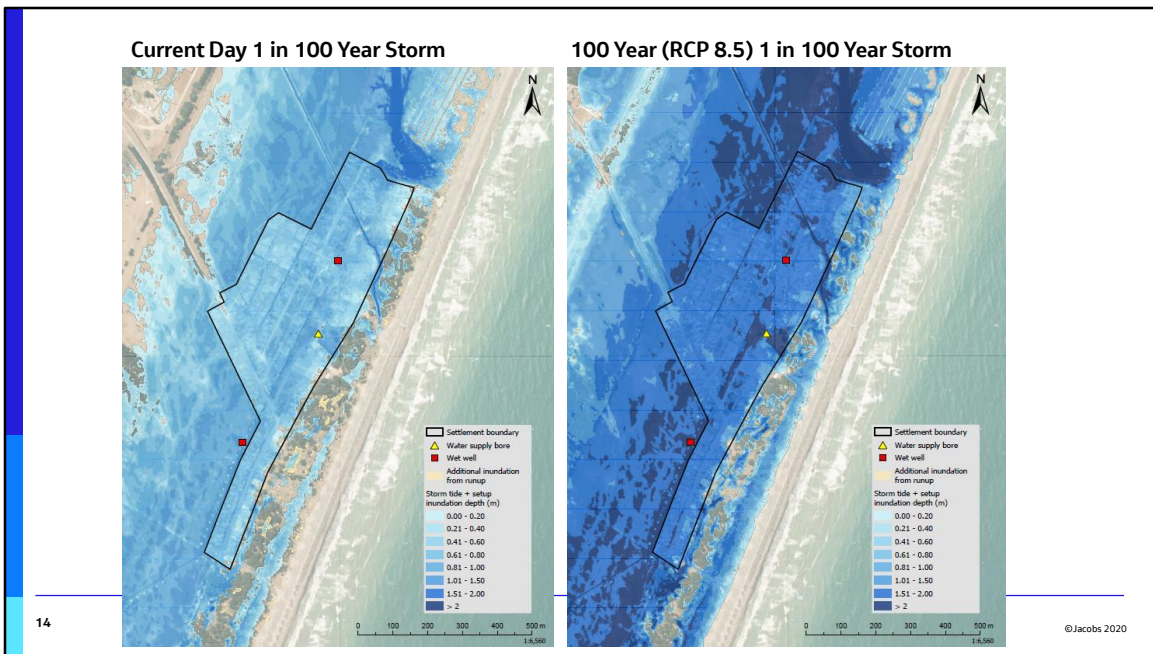 Current Day 1 in 100 Year Storm
100 Year (RCP 8.5) 1 in 100 Year Storm
N
Settlement boundary
Water supply bore
Wet well
Additional inundation
from runup
Storm tide + setup
inundation depth (m)
0.00 - 0.20
0.21 - 0.40
0.41 - 0.60
0.61 - 0.80
0.81 - 1.00
1.01 - 1.50
1.51 - 2.00
> 2
0 100 200 300 400 500 m
1:6,560
N
Settlement boundary
Water supply bore
Wet well
Additional inundation
from runup
Storm tide + setup
inundation depth (m)
0.00 - 0.20
0.21 - 0.40
0.41 - 0.60
0.61 - 0.80
0.81 - 1.00
1.01 - 1.50
1.51 - 2.00
> 2
0 100 200 300 400 500 m
1:6,560
14
©Jacobs 2020